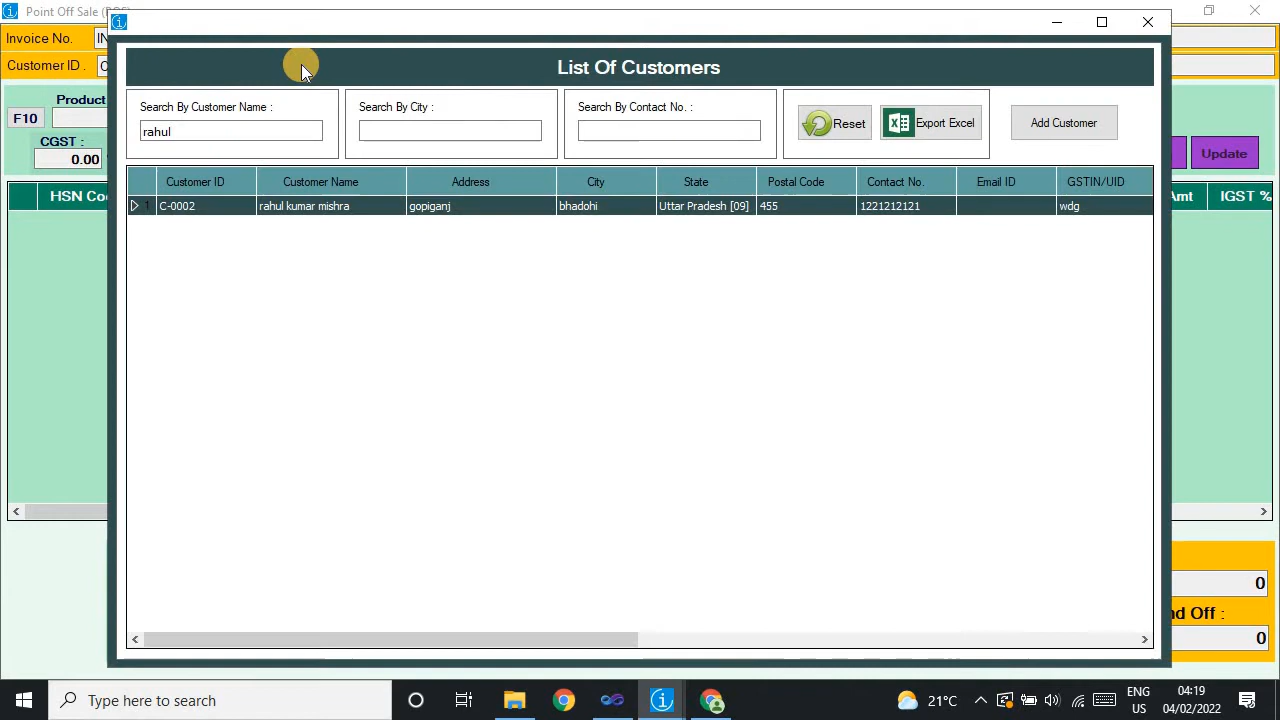 Point Off Sale (POS)
Invoice No.
Customer ID .
Product
F10
CGST :
0.00
Update
HSN
Amt
IGST %
0
nd Off :
0
List Of Customers
Search By Customer Name :
rahul
Search By City :
Search By Contact No. :
Reset
Export Excel
Add Customer
Customer ID Customer Name Address City State Postal Code Contact No. Email ID GSTIN/UID
1 C-0002 rahul kumar mishra gopiganj bhadohi Uttar Pradesh [09] 455 1221212121 wdg
Type here to search
21°C
ENG
US
04:19
04/02/2022